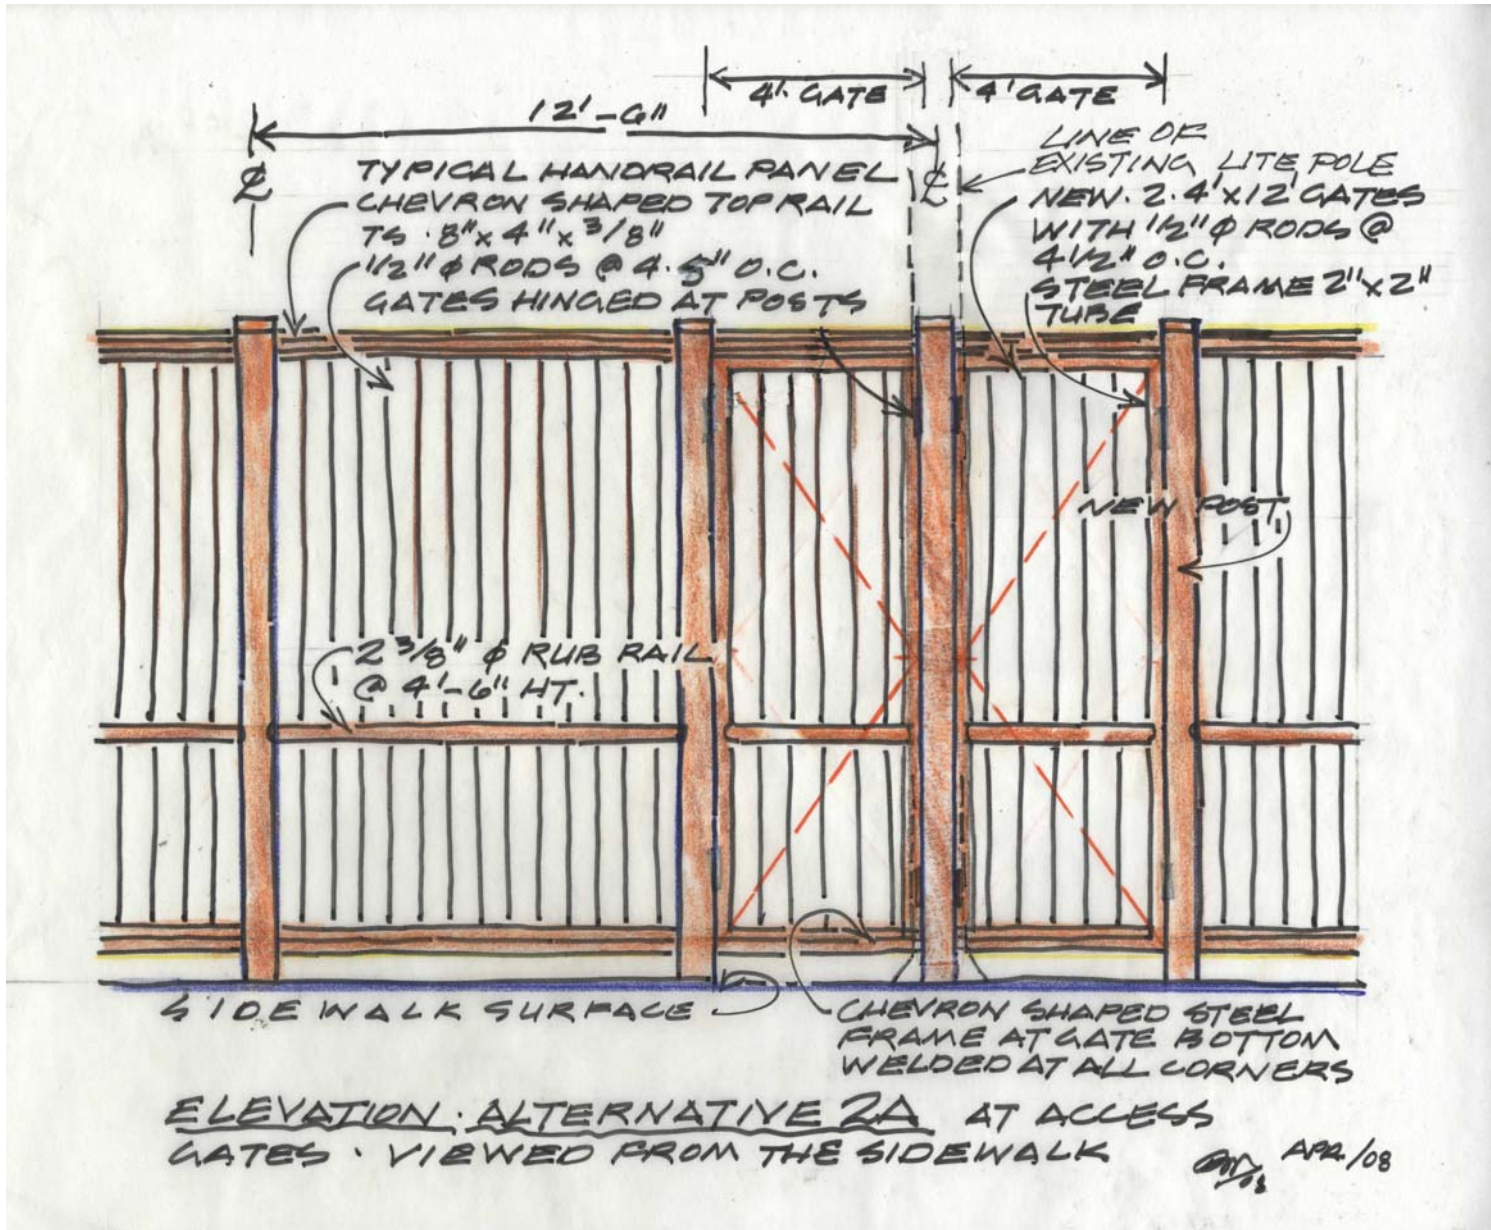 4'. GATE
4' GATE
12'-6"
℄
℄
LINE OF
EXISTING LITE POLE
TYPICAL HANDRAIL PANEL
CHEVRON SHAPED TOP RAIL
TS . 8" x 4" x 3/8"
1/2" ⌀ RODS @ 4.5" O.C.
GATES HINGED AT POSTS
NEW . 2 . 4' x 12' GATES
WITH 1/2" ⌀ RODS @
4 1/2" O.C.
STEEL FRAME 2" x 2"
TUBE
NEW POST
2 3/8" ⌀ RUB RAIL
@ 4'-6" HT.
SIDEWALK SURFACE
CHEVRON SHAPED STEEL
FRAME AT GATE BOTTOM
WELDED AT ALL CORNERS
ELEVATION . ALTERNATIVE 2A AT ACCESS
GATES . VIEWED FROM THE SIDEWALK
APR. /08